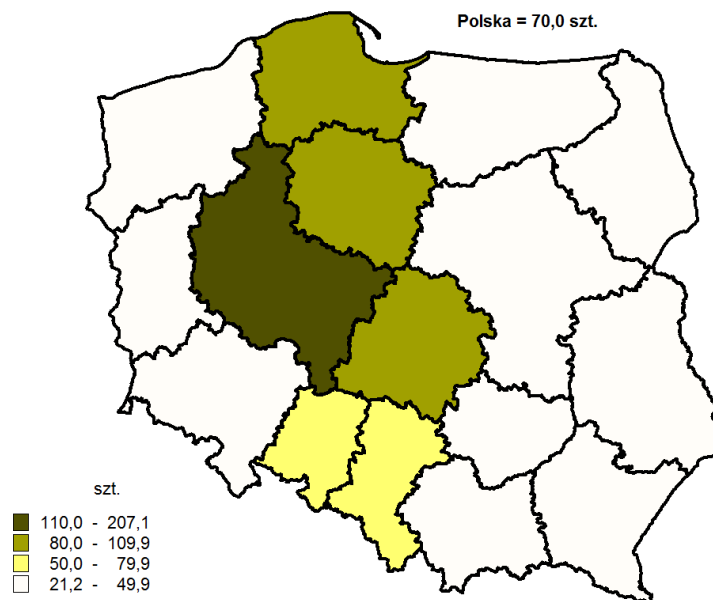 Polska = 70,0 szt.
szt.
110,0 - 207,1
80,0 - 109,9
50,0 - 79,9
21,2 - 49,9